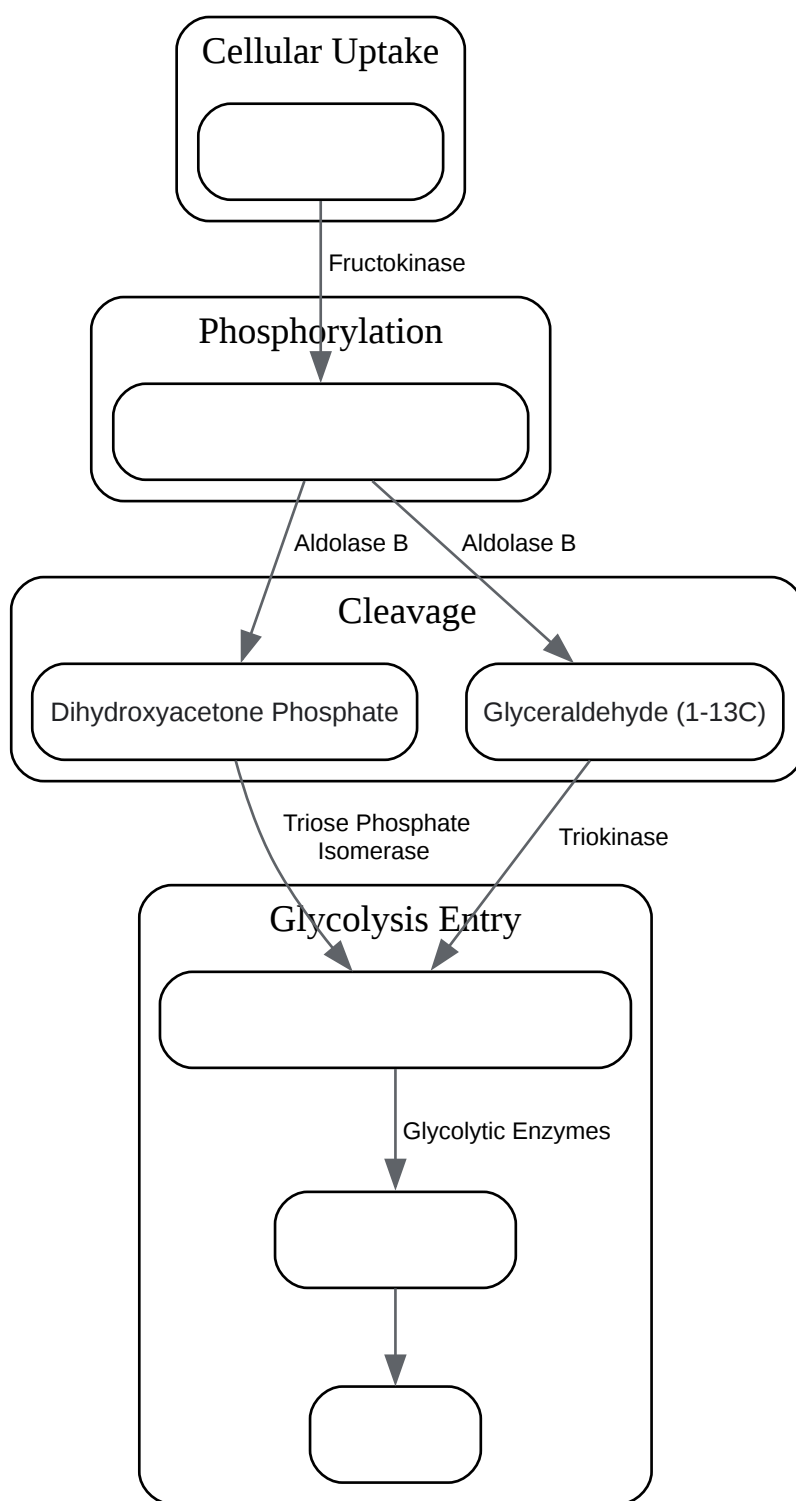 Cellular Uptake
Fructokinase
Phosphorylation
Aldolase B
Aldolase B
Cleavage
Dihydroxyacetone Phosphate
Glyceraldehyde (1-13C)
Triose Phosphate
Isomerase
Triokinase
Glycolysis Entry
Glycolytic Enzymes